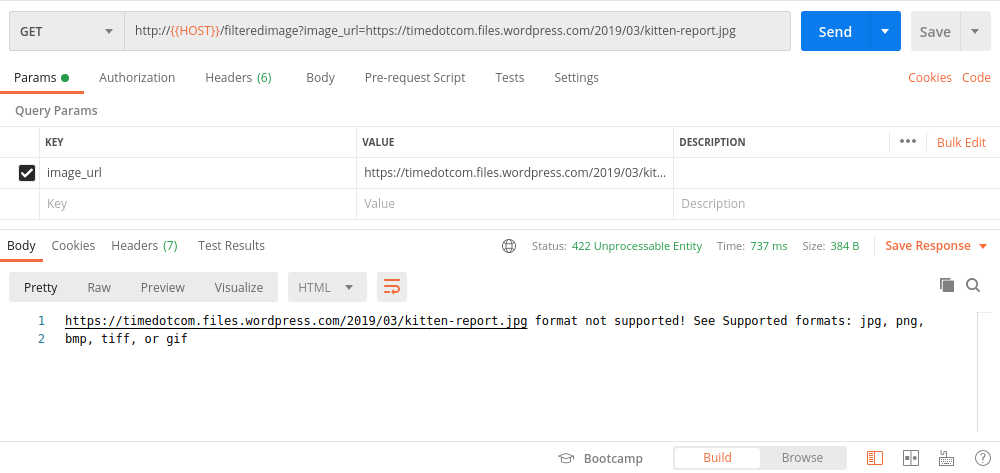 GET
http://{{HOST}}/filteredimage?image_url=https://timedotcom.files.wordpress.com/2019/03/kitten-report.jpg
Send
Save
Params
Authorization
Headers (6)
Body
Pre-request Script
Tests
Settings
Cookies Code
Query Params
KEY VALUE DESCRIPTION ••• Bulk Edit
image_url https://timedotcom.files.wordpress.com/2019/03/kit...
Key Value Description
Body Cookies Headers (7) Test Results Status: 422 Unprocessable Entity Time: 737 ms Size: 384 B Save Response
Pretty Raw Preview Visualize HTML
1 https://timedotcom.files.wordpress.com/2019/03/kitten-report.jpg format not supported! See Supported formats: jpg, png,
2 bmp, tiff, or gif
Bootcamp Build Browse ?